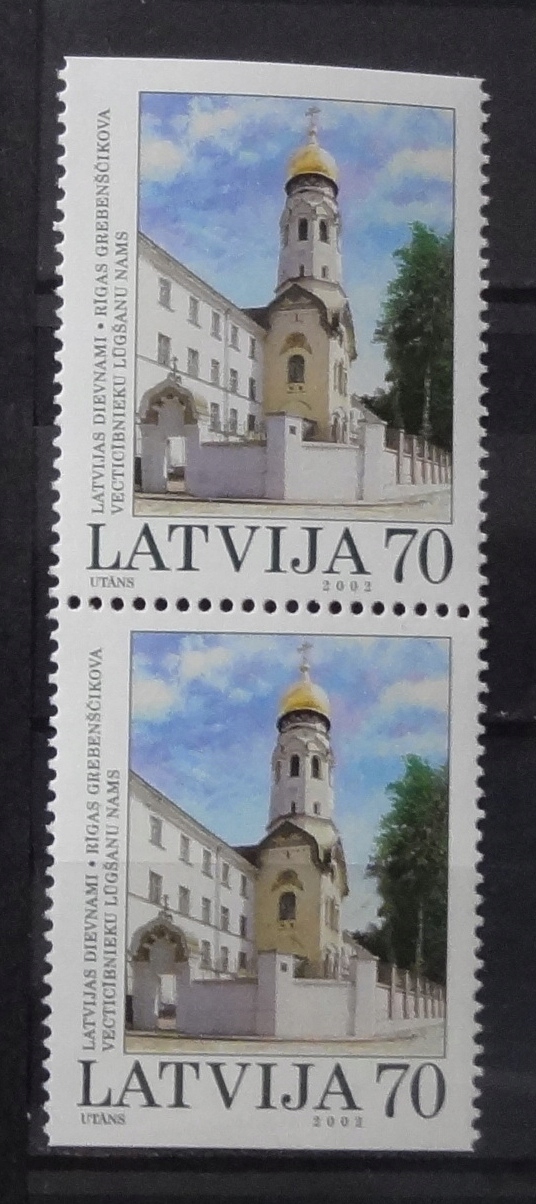 LATVIJAS DIEVNAMI • RĪGAS GREBENŠČIKOVA
VECTICĪBNIEKU LŪGŠANU NAMS
LATVIJA 70
UTĀNS 2002
LATVIJAS DIEVNAMI • RĪGAS GREBENŠČIKOVA
VECTICĪBNIEKU LŪGŠANU NAMS
LATVIJA 70
UTĀNS 2002